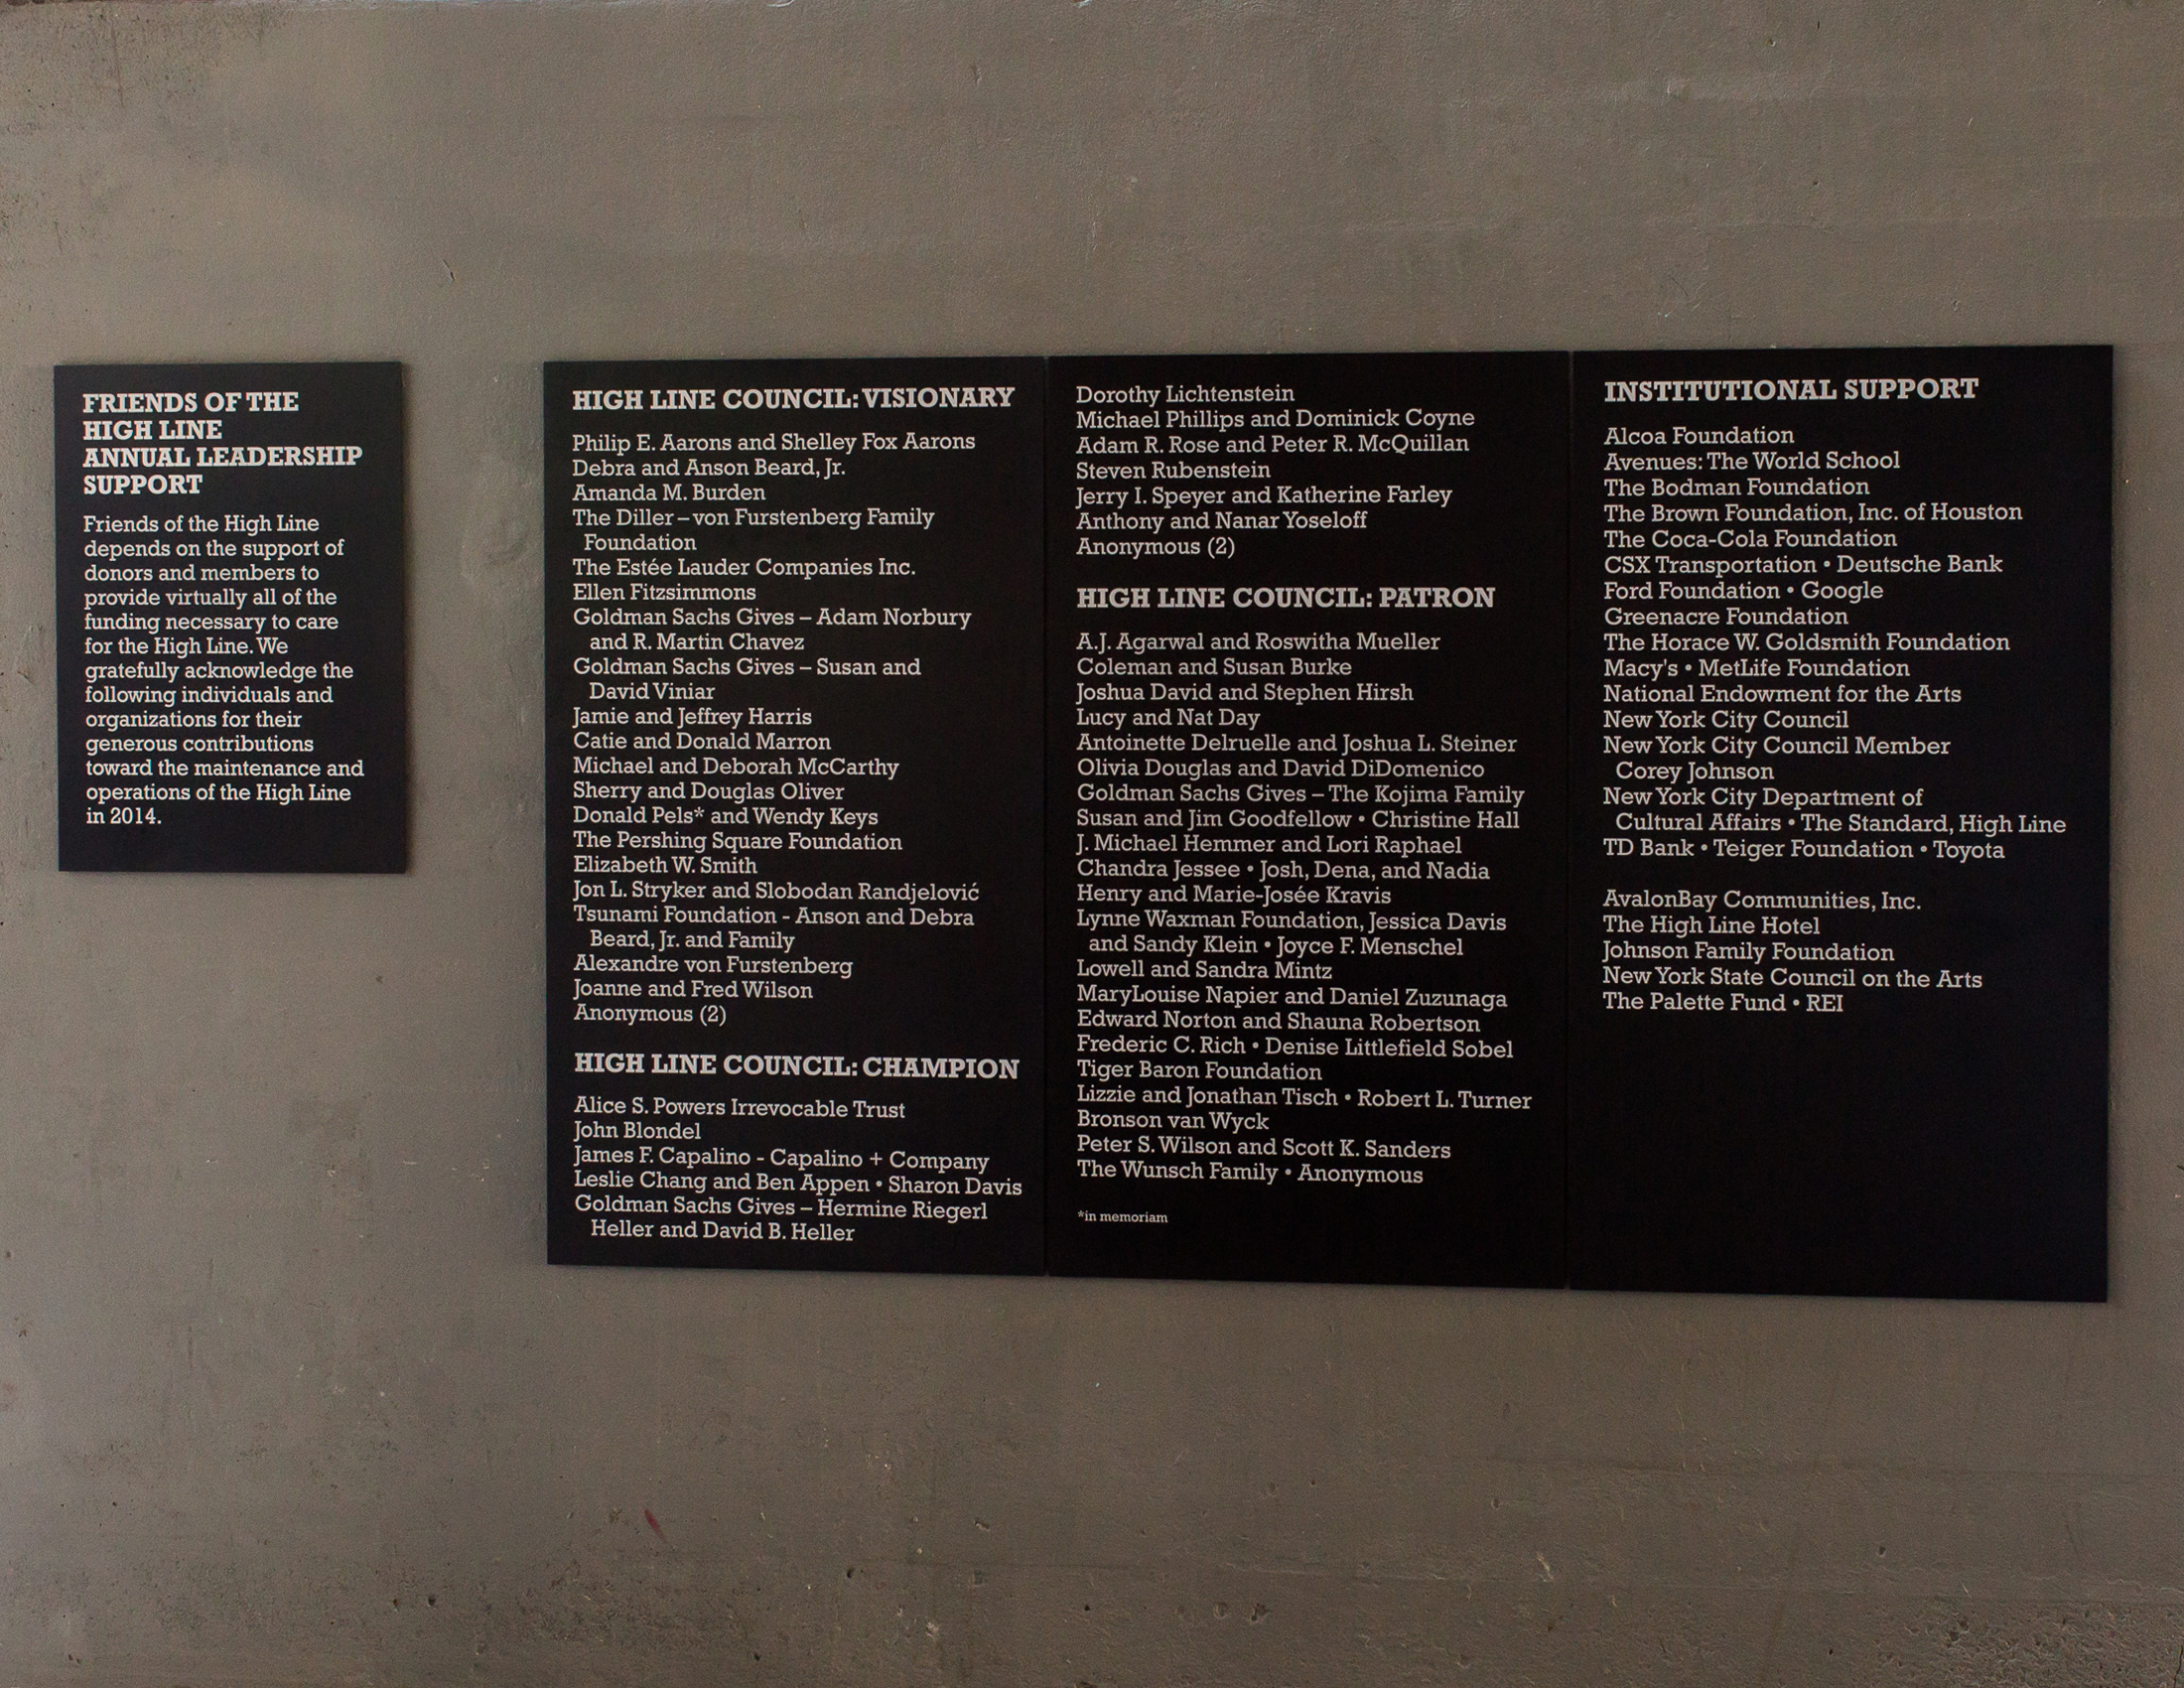 FRIENDS OF THE
HIGH LINE
ANNUAL LEADERSHIP
SUPPORT
Friends of the High Line
depends on the support of
donors and members to
provide virtually all of the
funding necessary to care
for the High Line. We
gratefully acknowledge the
following individuals and
organizations for their
generous contributions
toward the maintenance and
operations of the High Line
in 2014.
HIGH LINE COUNCIL: VISIONARY
Philip E. Aarons and Shelley Fox Aarons
Debra and Anson Beard, Jr.
Amanda M. Burden
The Diller – von Furstenberg Family
Foundation
The Estée Lauder Companies Inc.
Ellen Fitzsimmons
Goldman Sachs Gives – Adam Norbury
and R. Martin Chavez
Goldman Sachs Gives – Susan and
David Viniar
Jamie and Jeffrey Harris
Catie and Donald Marron
Michael and Deborah McCarthy
Sherry and Douglas Oliver
Donald Pels* and Wendy Keys
The Pershing Square Foundation
Elizabeth W. Smith
Jon L. Stryker and Slobodan Randjelović
Tsunami Foundation - Anson and Debra
Beard, Jr. and Family
Alexandre von Furstenberg
Joanne and Fred Wilson
Anonymous (2)
HIGH LINE COUNCIL: CHAMPION
Alice S. Powers Irrevocable Trust
John Blondel
James F. Capalino - Capalino + Company
Leslie Chang and Ben Appen • Sharon Davis
Goldman Sachs Gives – Hermine Riegerl
Heller and David B. Heller
Dorothy Lichtenstein
Michael Phillips and Dominick Coyne
Adam R. Rose and Peter R. McQuillan
Steven Rubenstein
Jerry I. Speyer and Katherine Farley
Anthony and Nanar Yoseloff
Anonymous (2)
HIGH LINE COUNCIL: PATRON
A.J. Agarwal and Roswitha Mueller
Coleman and Susan Burke
Joshua David and Stephen Hirsh
Lucy and Nat Day
Antoinette Delruelle and Joshua L. Steiner
Olivia Douglas and David DiDomenico
Goldman Sachs Gives – The Kojima Family
Susan and Jim Goodfellow • Christine Hall
J. Michael Hemmer and Lori Raphael
Chandra Jessee • Josh, Dena, and Nadia
Henry and Marie-Josée Kravis
Lynne Waxman Foundation, Jessica Davis
and Sandy Klein • Joyce F. Menschel
Lowell and Sandra Mintz
MaryLouise Napier and Daniel Zuzunaga
Edward Norton and Shauna Robertson
Frederic C. Rich • Denise Littlefield Sobel
Tiger Baron Foundation
Lizzie and Jonathan Tisch • Robert L. Turner
Bronson van Wyck
Peter S. Wilson and Scott K. Sanders
The Wunsch Family • Anonymous
*in memoriam
INSTITUTIONAL SUPPORT
Alcoa Foundation
Avenues: The World School
The Bodman Foundation
The Brown Foundation, Inc. of Houston
The Coca-Cola Foundation
CSX Transportation • Deutsche Bank
Ford Foundation • Google
Greenacre Foundation
The Horace W. Goldsmith Foundation
Macy's • MetLife Foundation
National Endowment for the Arts
New York City Council
New York City Council Member
Corey Johnson
New York City Department of
Cultural Affairs • The Standard, High Line
TD Bank • Teiger Foundation • Toyota
AvalonBay Communities, Inc.
The High Line Hotel
Johnson Family Foundation
New York State Council on the Arts
The Palette Fund • REI